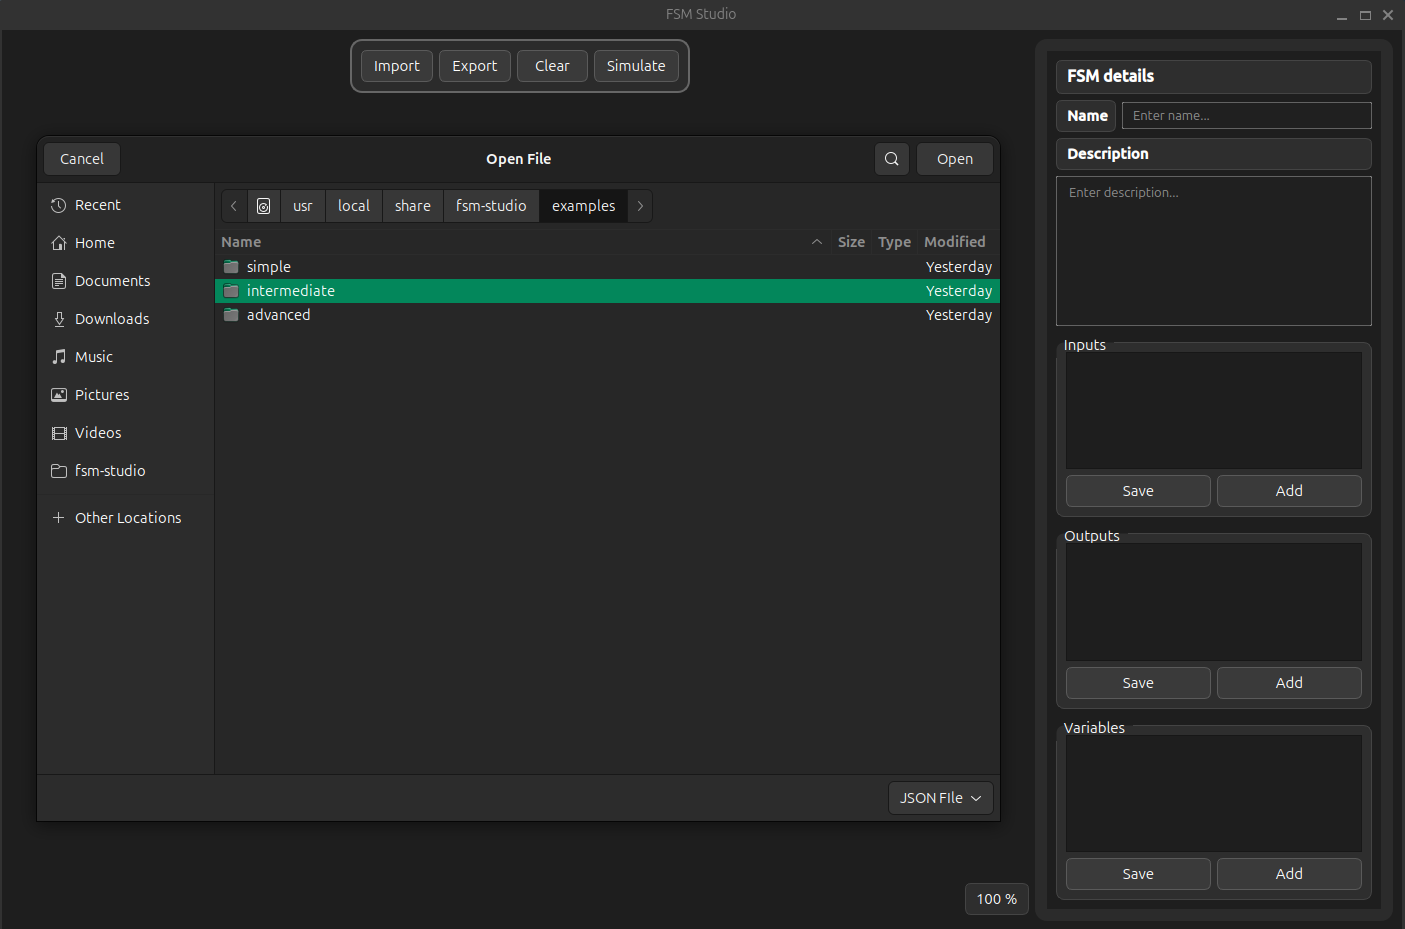 FSM Studio
Import Export Clear Simulate
Cancel Open File Open
Recent
Home
Documents
Downloads
Music
Pictures
Videos
fsm-studio
Other Locations
usr local share fsm-studio examples
Name Size Type Modified
simple Yesterday
intermediate Yesterday
advanced Yesterday
JSON FIle
100 %
FSM details
Name Enter name...
Description
Enter description...
Inputs
Save Add
Outputs
Save Add
Variables
Save Add